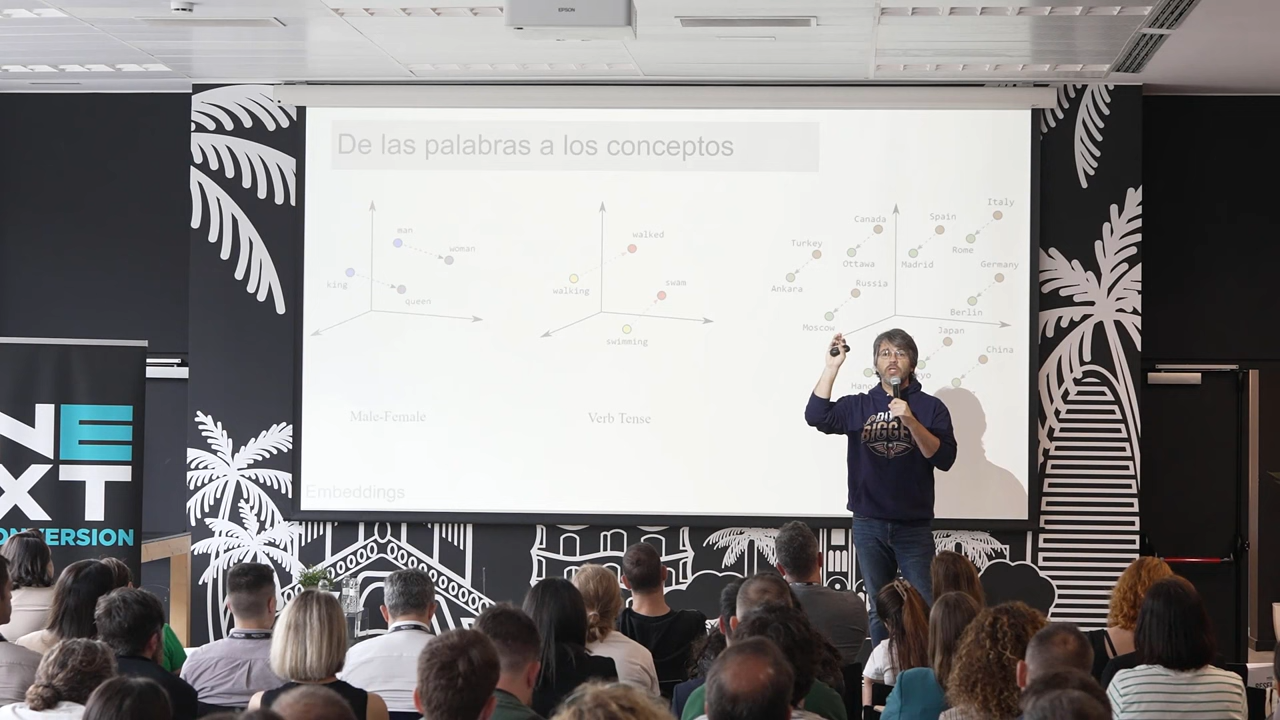 EPSON
De las palabras a los conceptos
man
woman
king
queen
walked
walking
swam
swimming
Italy
Canada
Spain
Turkey
Rome
Ottawa
Madrid
Germany
Ankara
Russia
Berlin
Moscow
Japan
China
Male-Female
Verb Tense
Embeddings
NE
XT
BIGGER